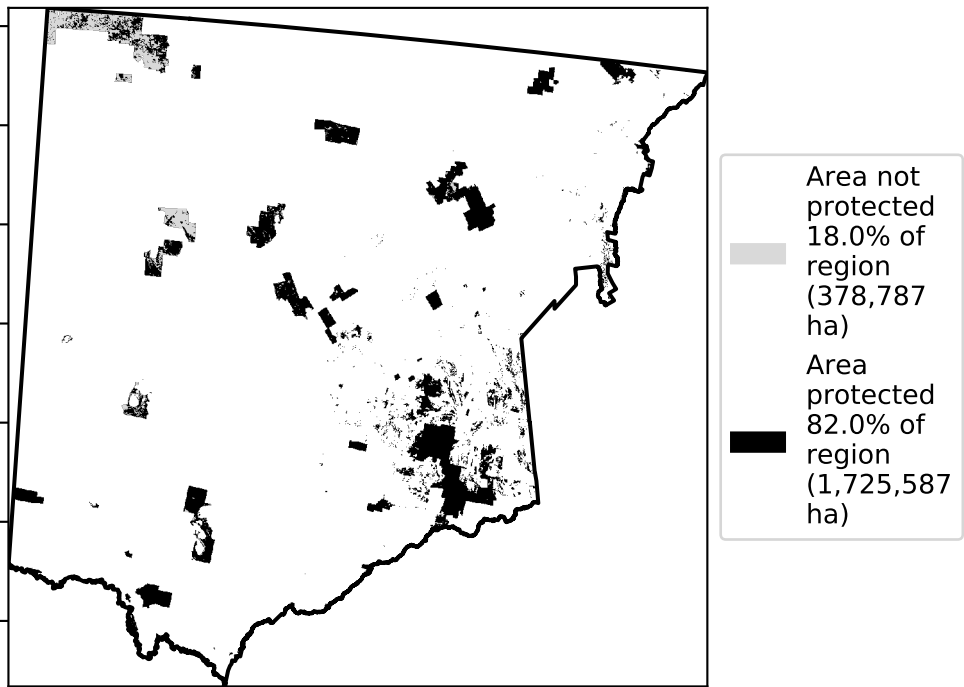 Area not
protected
18.0% of
region
(378,787
ha)
Area
protected
82.0% of
region
(1,725,587
ha)